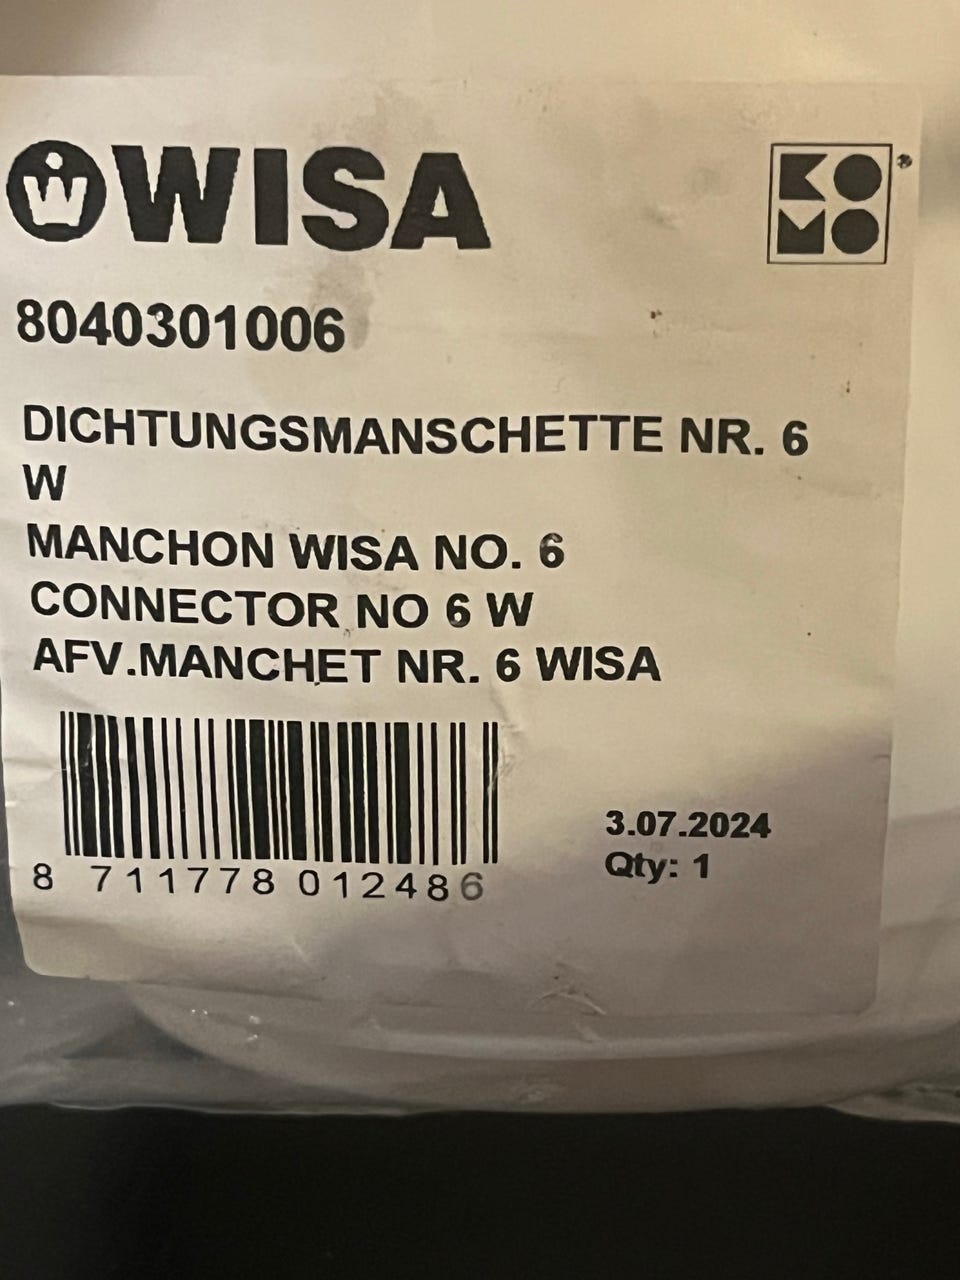 WISA
KOMO
8040301006
DICHTUNGSMANSCHETTE NR. 6
W
MANCHON WISA NO. 6
CONNECTOR NO 6 W
AFV.MANCHET NR. 6 WISA
3.07.2024
Qty: 1
8 711778 012486